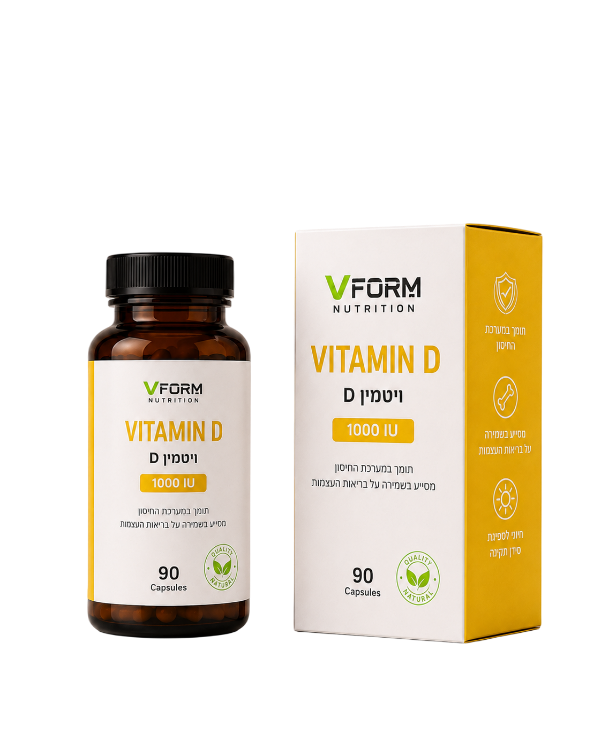 VFORM
NUTRITION
VITAMIN D
ויטמין D
1000 IU
תומך במערכת החיסון
מסייע בשמירה על בריאות העצמות
90
Capsules
QUALITY
NATURAL
VFORM
NUTRITION
VITAMIN D
ויטמין D
1000 IU
תומך במערכת החיסון
מסייע בשמירה על בריאות העצמות
90
Capsules
QUALITY
NATURAL
תומך במערכת
החיסון
מסייע בשמירה
על בריאות העצמות
חיוני לספיגת
סידן תקינה